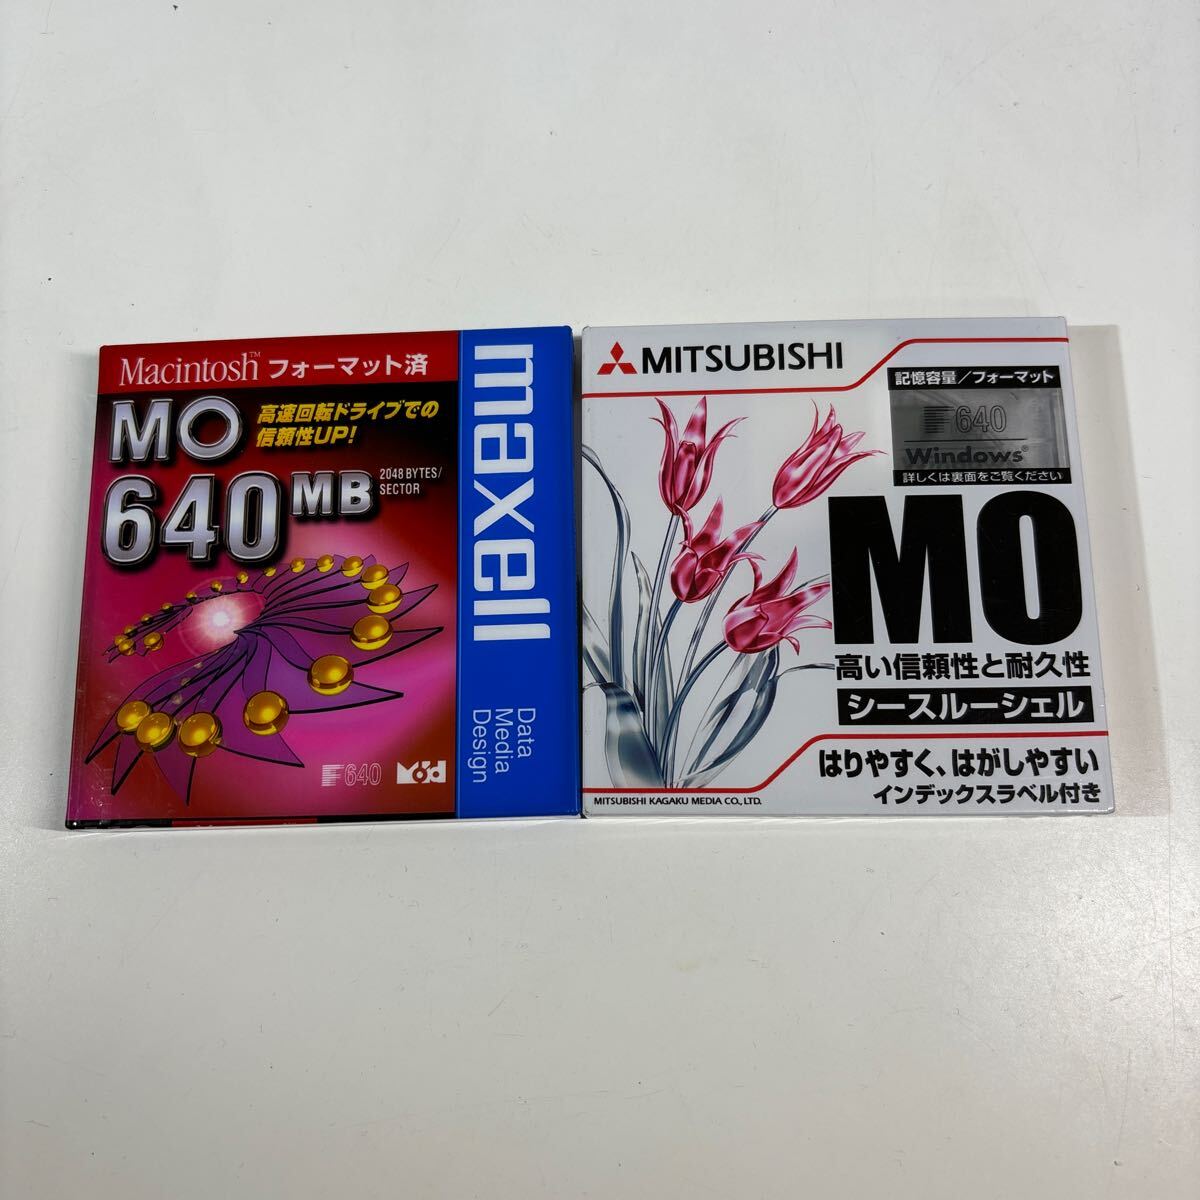 Macintosh™ フォーマット済
MO
高速回転ドライブでの
信頼性UP!
640MB
2048 BYTES/
SECTOR
640
maxell
Data
Media
Design
MITSUBISHI
記憶容量/フォーマット
640
Windows®
詳しくは裏面をご覧ください
MO
高い信頼性と耐久性
シースルーシェル
はりやすく、はがしやすい
インデックスラベル付き
MITSUBISHI KAGAKU MEDIA CO., LTD.